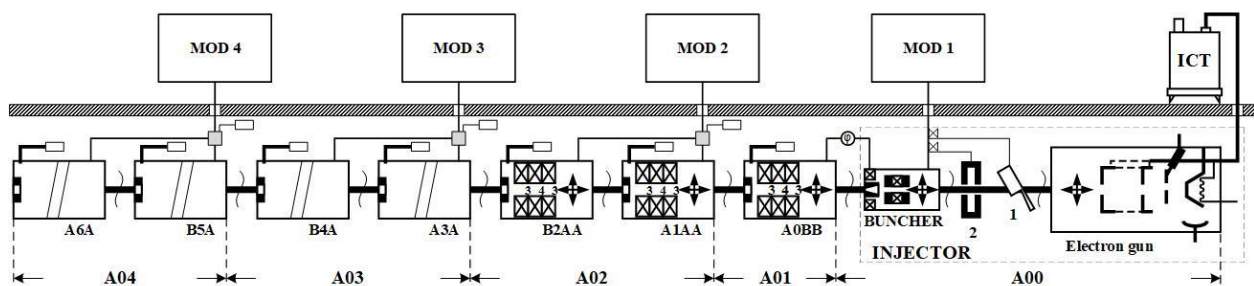 MOD 4 MOD 3 MOD 2 MOD 1 ICT
φ
3 4 3 3 4 3 3 4 3
A6A B5A B4A A3A B2AA A1AA A0BB BUNCHER 2 1 Electron gun
INJECTOR
A04 A03 A02 A01 A00